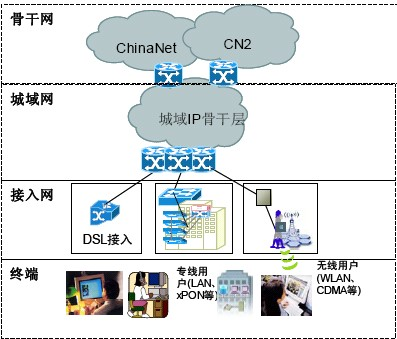 骨干网
ChinaNet
CN2
城域网
城域IP骨干层
接入网
DSL接入
终端
专线用
户(LAN、
xPON等)
无线用户
(WLAN、
CDMA等)